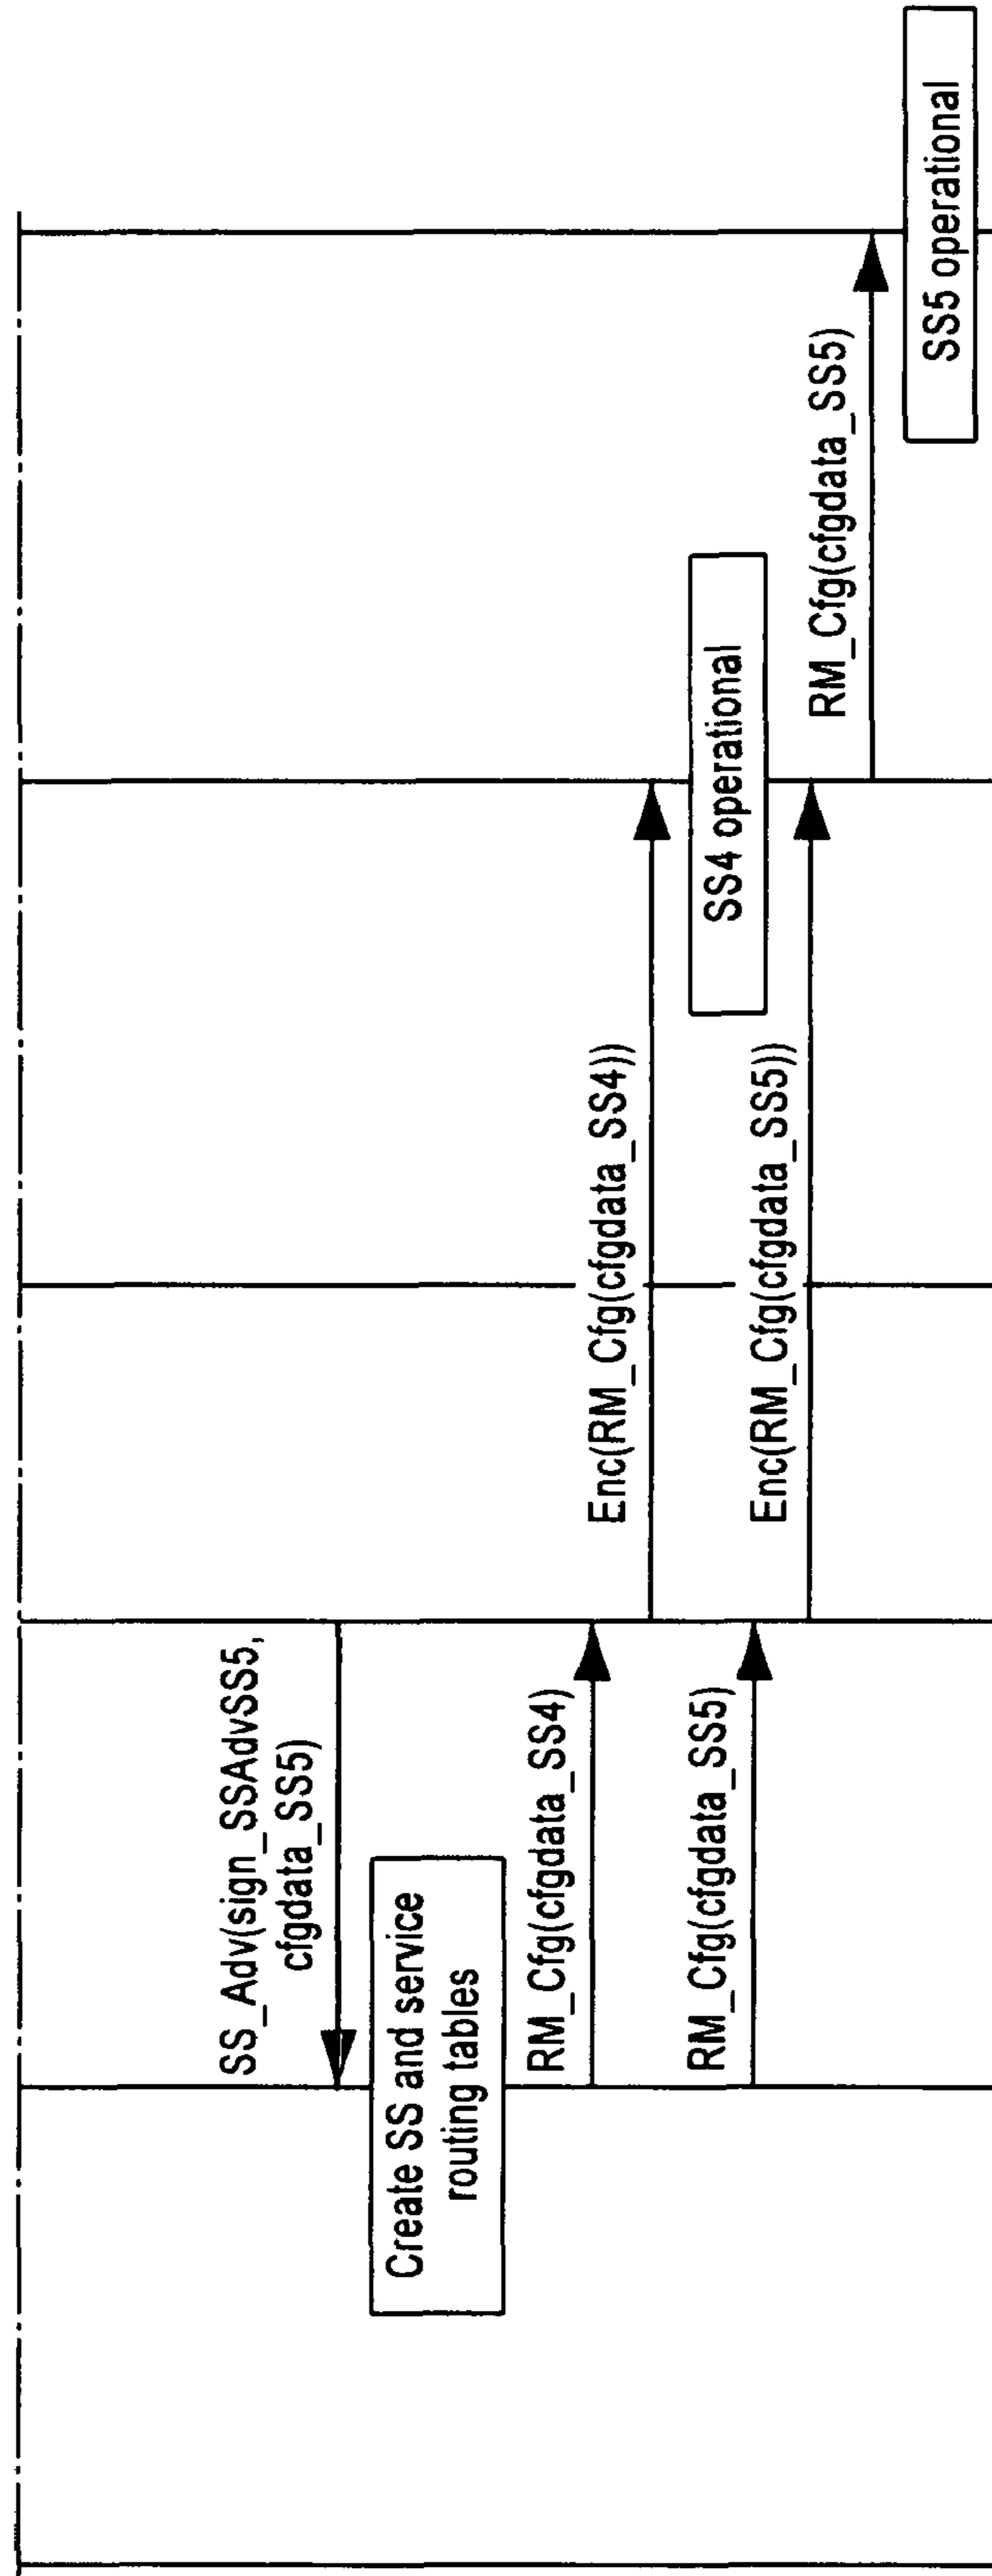 SS_Adv(sign_SSAdvSS5,
cfgdata_SS5)
Create SS and service
routing tables
RM_Cfg(cfgdata_SS4)
Enc(RM_Cfg(cfgdata_SS4))
SS4 operational
RM_Cfg(cfgdata_SS5)
Enc(RM_Cfg(cfgdata_SS5))
RM_Cfg(cfgdata_SS5)
SS5 operational